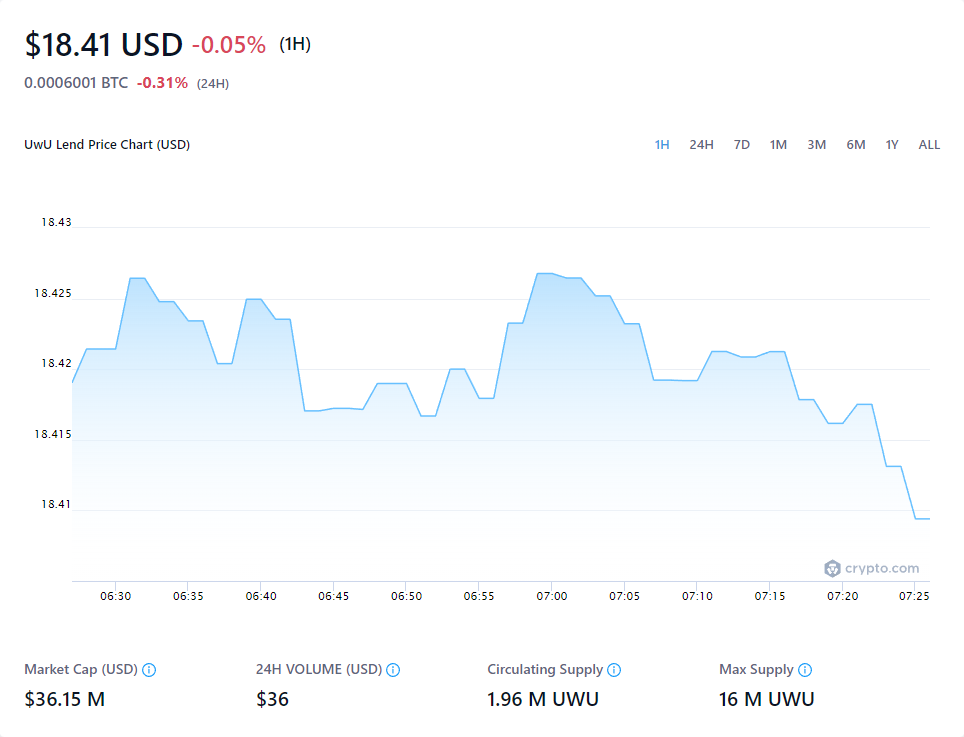 $18.41 USD -0.05% (1H)
0.0006001 BTC -0.31% (24H)
UwU Lend Price Chart (USD) 1H 24H 7D 1M 3M 6M 1Y ALL
18.43
18.425
18.42
18.415
18.41
crypto.com
06:30 06:35 06:40 06:45 06:50 06:55 07:00 07:05 07:10 07:15 07:20 07:25
Market Cap (USD) 24H VOLUME (USD) Circulating Supply Max Supply
$36.15 M $36 1.96 M UWU 16 M UWU